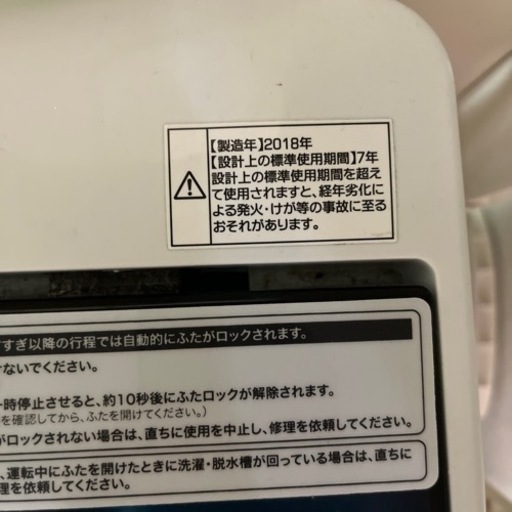 【製造年】2018年
【設計上の標準使用期間】7年
設計上の標準使用期間を超え
て使用されますと、経年劣化に
よる発火・けが等の事故に至る
おそれがあります。
すぎ以降の行程では自動的にふたがロックされます。
ないでください。
一時停止させると、約10秒後にふたロックが解除されます。
を確認してから、ふたを開けてください。)
がロックされない場合は、直ちに使用を中止し、修理を依頼してください。
、運転中にふたを開けたときに洗濯・脱水槽が回っている場合は、直ちに
理を依頼してください。